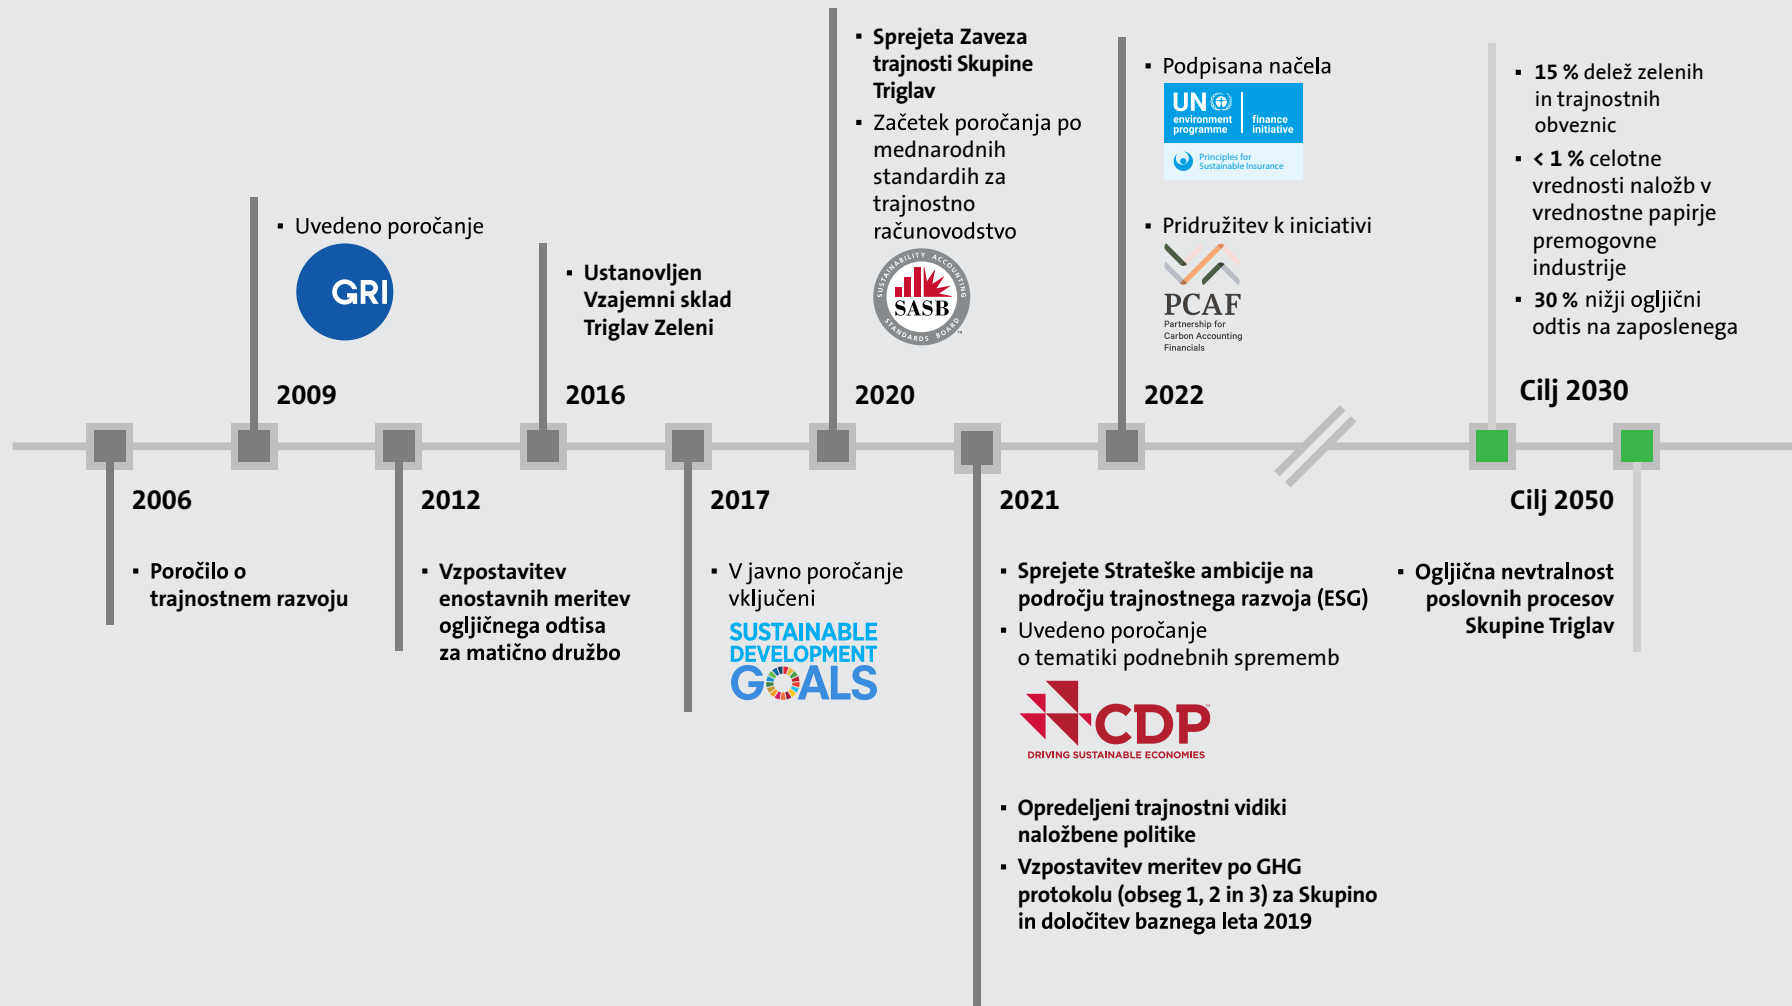 2006
▪ Poročilo o
trajnostnem razvoju
▪ Uvedeno poročanje
GRI
2009
2012
▪ Vzpostavitev
enostavnih meritev
ogljičnega odtisa
za matično družbo
▪ Ustanovljen
Vzajemni sklad
Triglav Zeleni
2016
2017
▪ V javno poročanje
vključeni
SUSTAINABLE
DEVELOPMENT
GOALS
▪ Sprejeta Zaveza
trajnosti Skupine
Triglav
▪ Začetek poročanja po
mednarodnih
standardih za
trajnostno
računovodstvo
SUSTAINABILITY ACCOUNTING
SASB
STANDARDS BOARD
2020
2021
▪ Sprejete Strateške ambicije na
področju trajnostnega razvoja (ESG)
▪ Uvedeno poročanje
o tematiki podnebnih sprememb
CDP
DRIVING SUSTAINABLE ECONOMIES
▪ Opredeljeni trajnostni vidiki
naložbene politike
▪ Vzpostavitev meritev po GHG
protokolu (obseg 1, 2 in 3) za Skupino
in določitev baznega leta 2019
▪ Podpisana načela
UN
environment finance
programme initiative
Principles for
Sustainable Insurance
▪ Pridružitev k iniciativi
PCAF
Partnership for
Carbon Accounting
Financials
2022
▪ 15 % delež zelenih
in trajnostnih
obveznic
▪ < 1 % celotne
vrednosti naložb v
vrednostne papirje
premogovne
industrije
▪ 30 % nižji ogljični
odtis na zaposlenega
Cilj 2030
Cilj 2050
▪ Ogljična nevtralnost
poslovnih procesov
Skupine Triglav